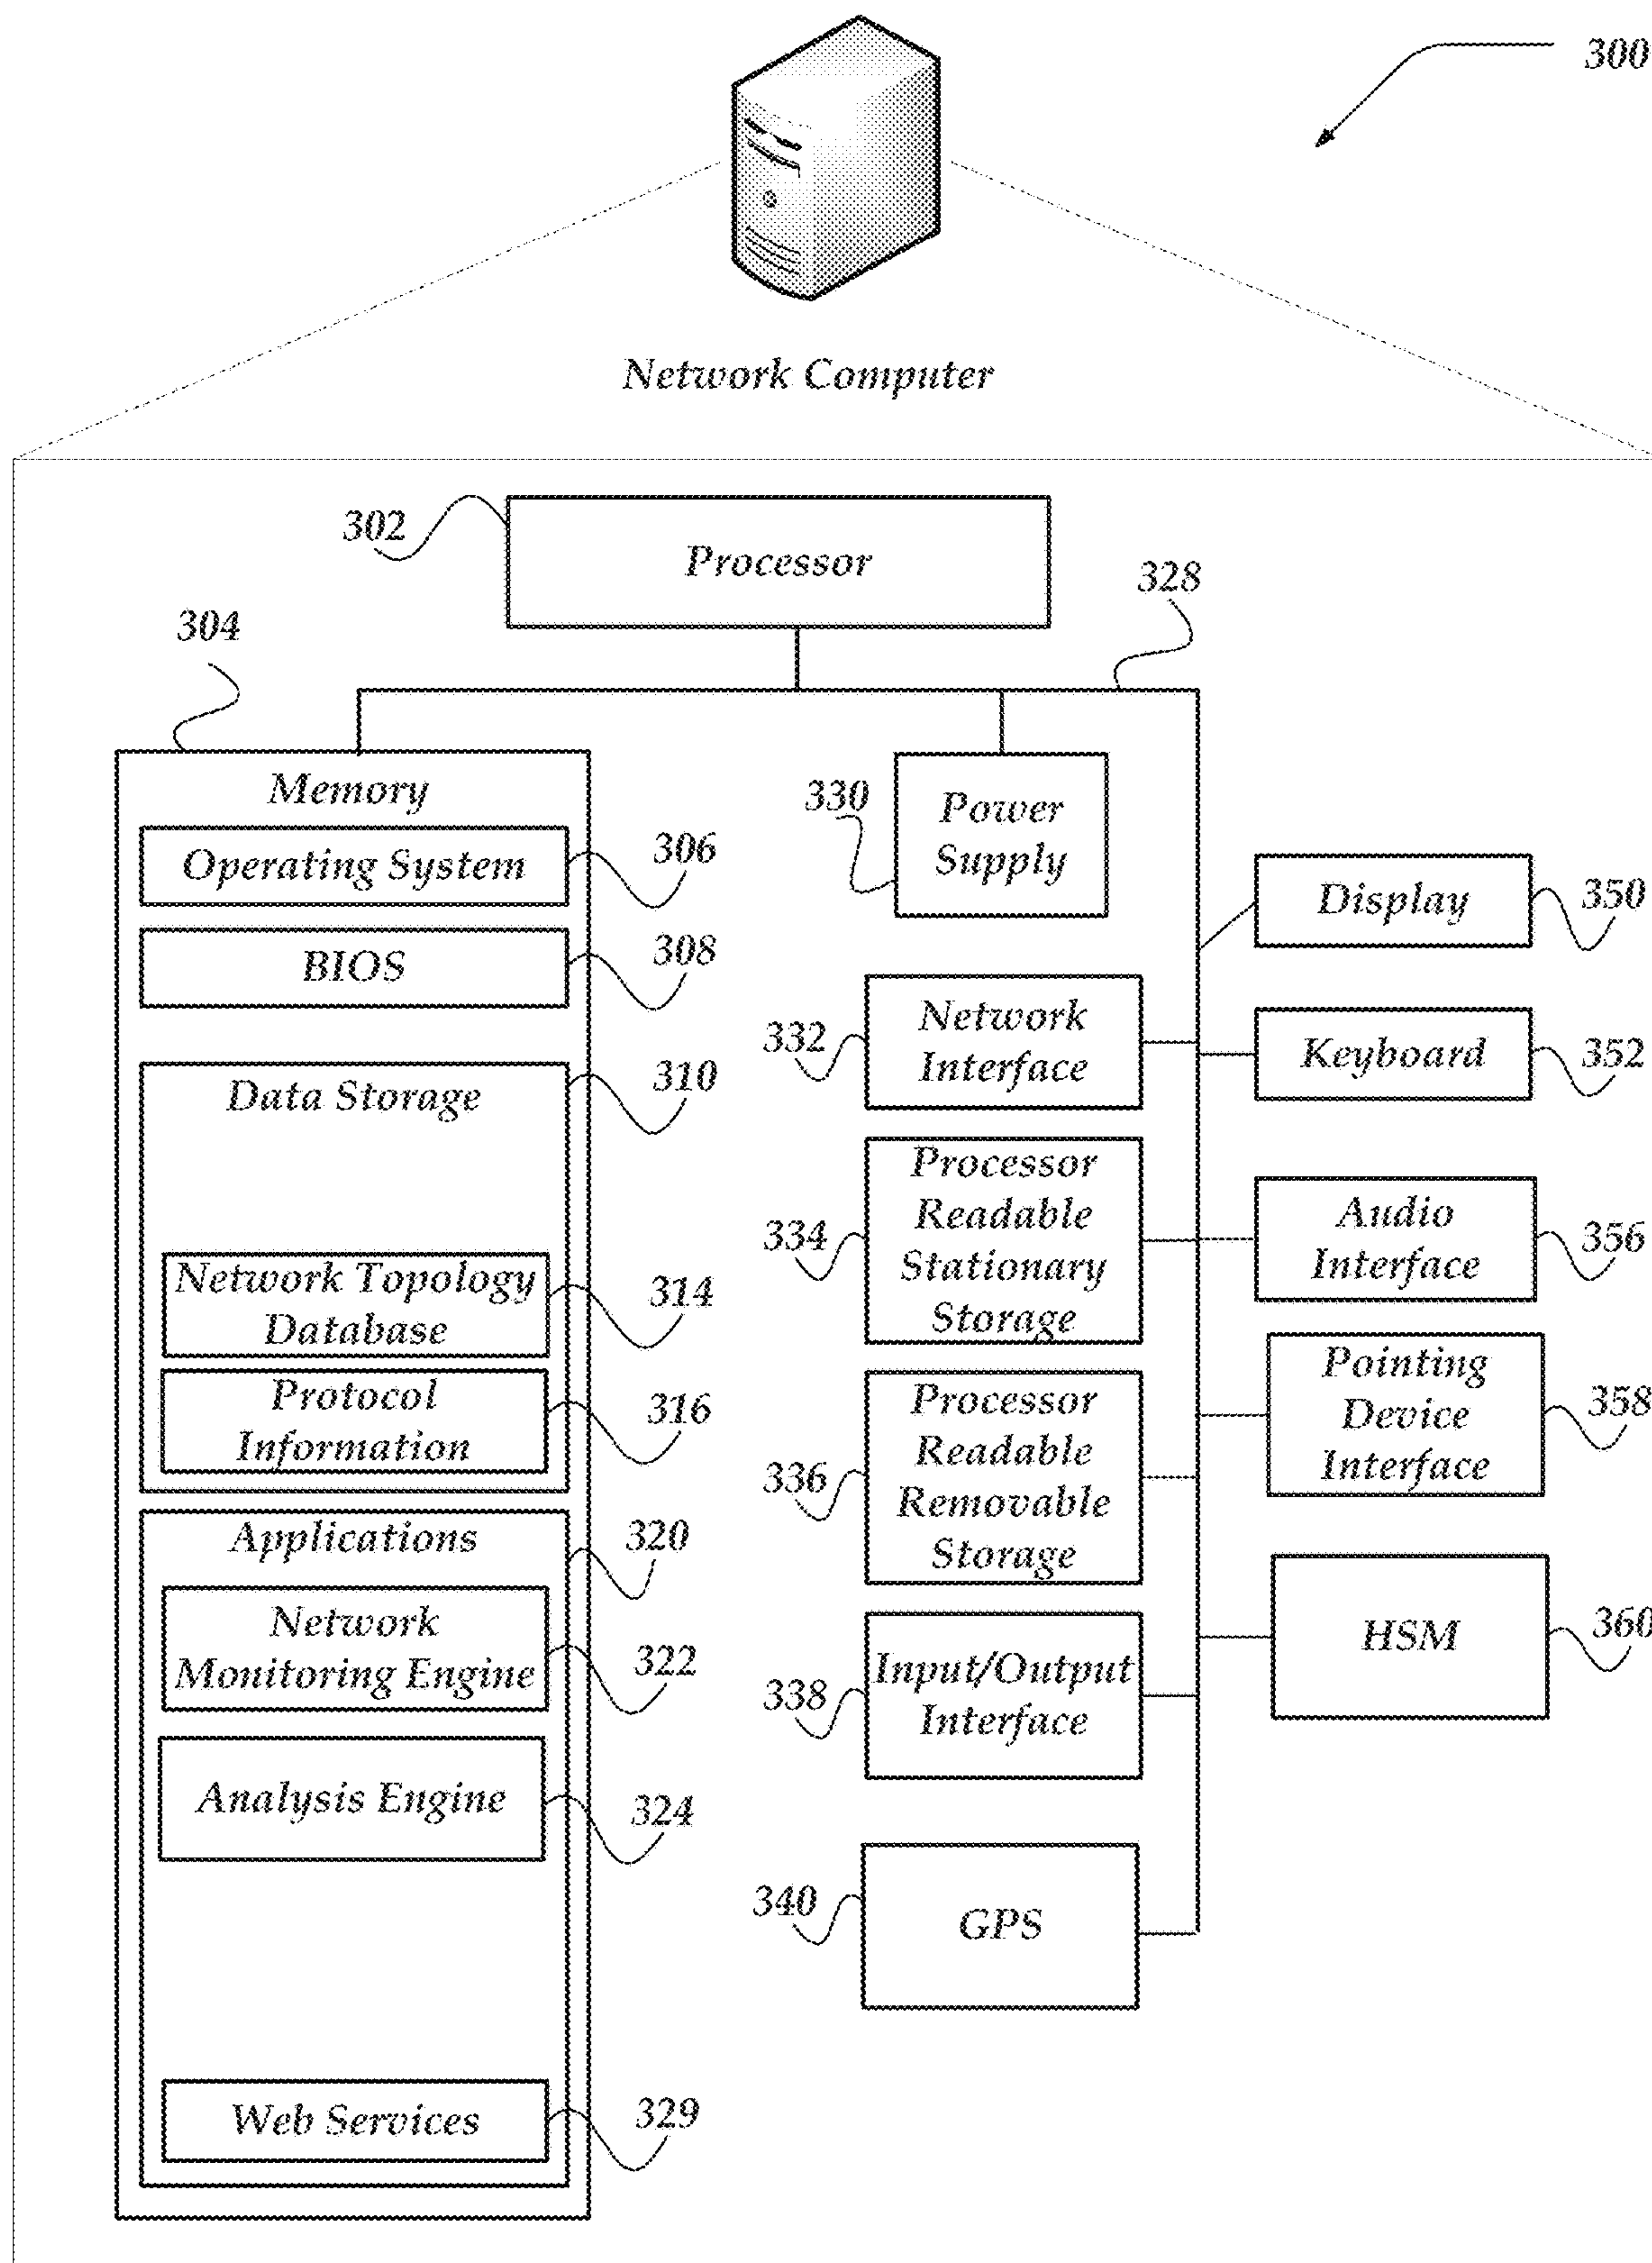 300
Network Computer
302
Processor
328
304
Memory
Operating System
306
BIOS
308
Data Storage
310
Network Topology
Database
314
Protocol
Information
316
Applications
320
Network
Monitoring Engine
322
Analysis Engine
324
Web Services
329
330
Power
Supply
332
Network
Interface
334
Processor
Readable
Stationary
Storage
336
Processor
Readable
Removable
Storage
338
Input/Output
Interface
340
GPS
Display
350
Keyboard
352
Audio
Interface
356
Pointing
Device
Interface
358
HSM
360